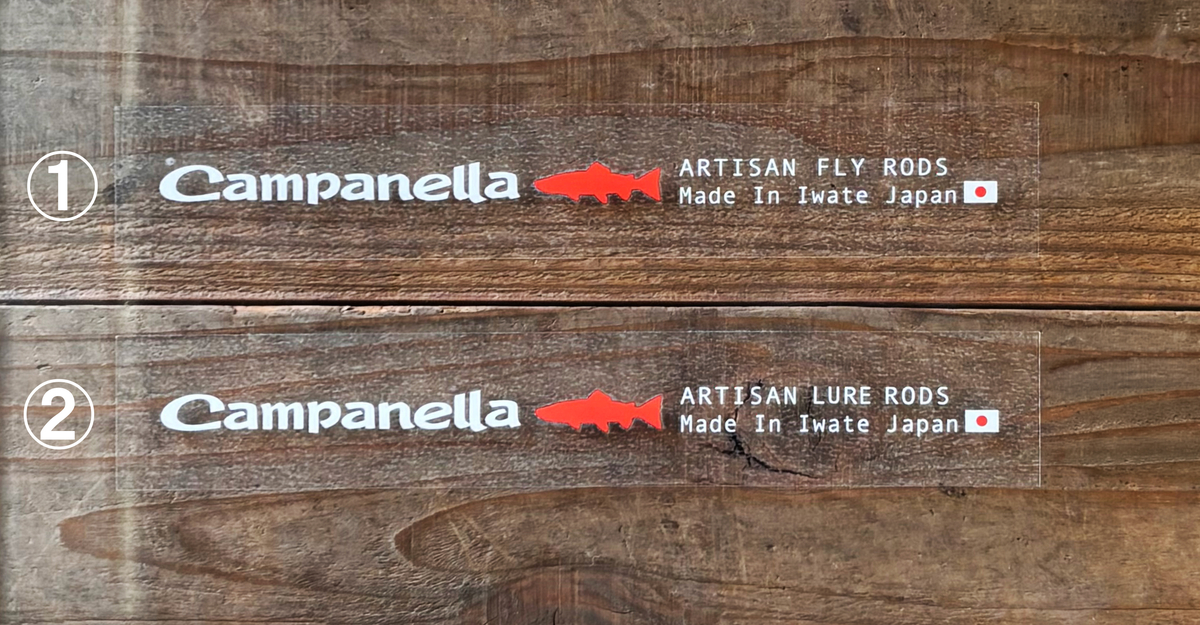 ①
Campanella
ARTISAN FLY RODS
Made In Iwate Japan
②
Campanella
ARTISAN LURE RODS
Made In Iwate Japan